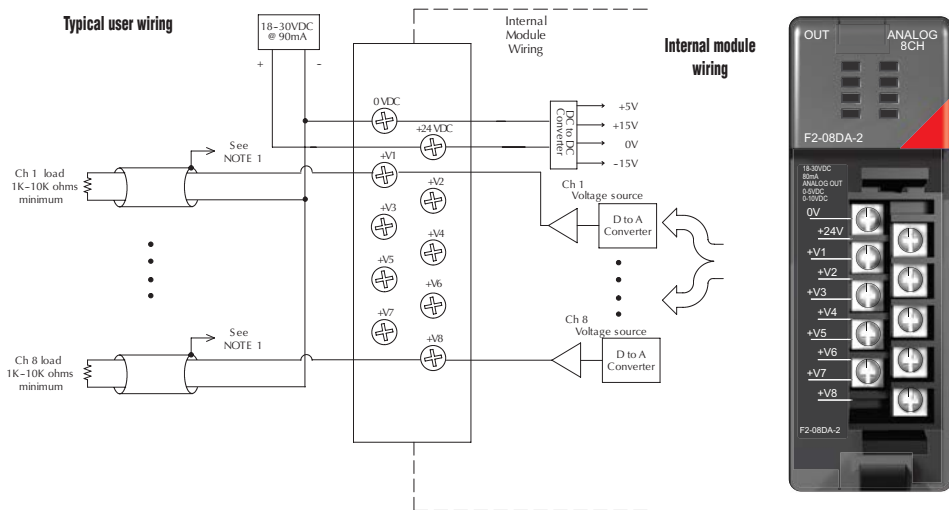 Typical user wiring
18–30VDC
@ 90mA
+
-
Internal
Module
Wiring
Internal module
wiring
0VDC
+24 VDC
DC to DC
Converter
+5V
+15V
0V
-15V
See
NOTE 1
Ch 1 load
1K–10K ohms
minimum
+V1
+V2
+V3
+V4
+V5
+V6
+V7
+V8
Ch 1
Voltage source
D to A
Converter
Ch 8
Voltage source
D to A
Converter
See
NOTE 1
Ch 8 load
1K–10K ohms
minimum
OUT
ANALOG
8CH
F2-08DA-2
18-30VDC
80mA
ANALOG OUT
0-5VDC
0-10VDC
0V
+24V
+V1
+V2
+V3
+V4
+V5
+V6
+V7
+V8
F2-08DA-2